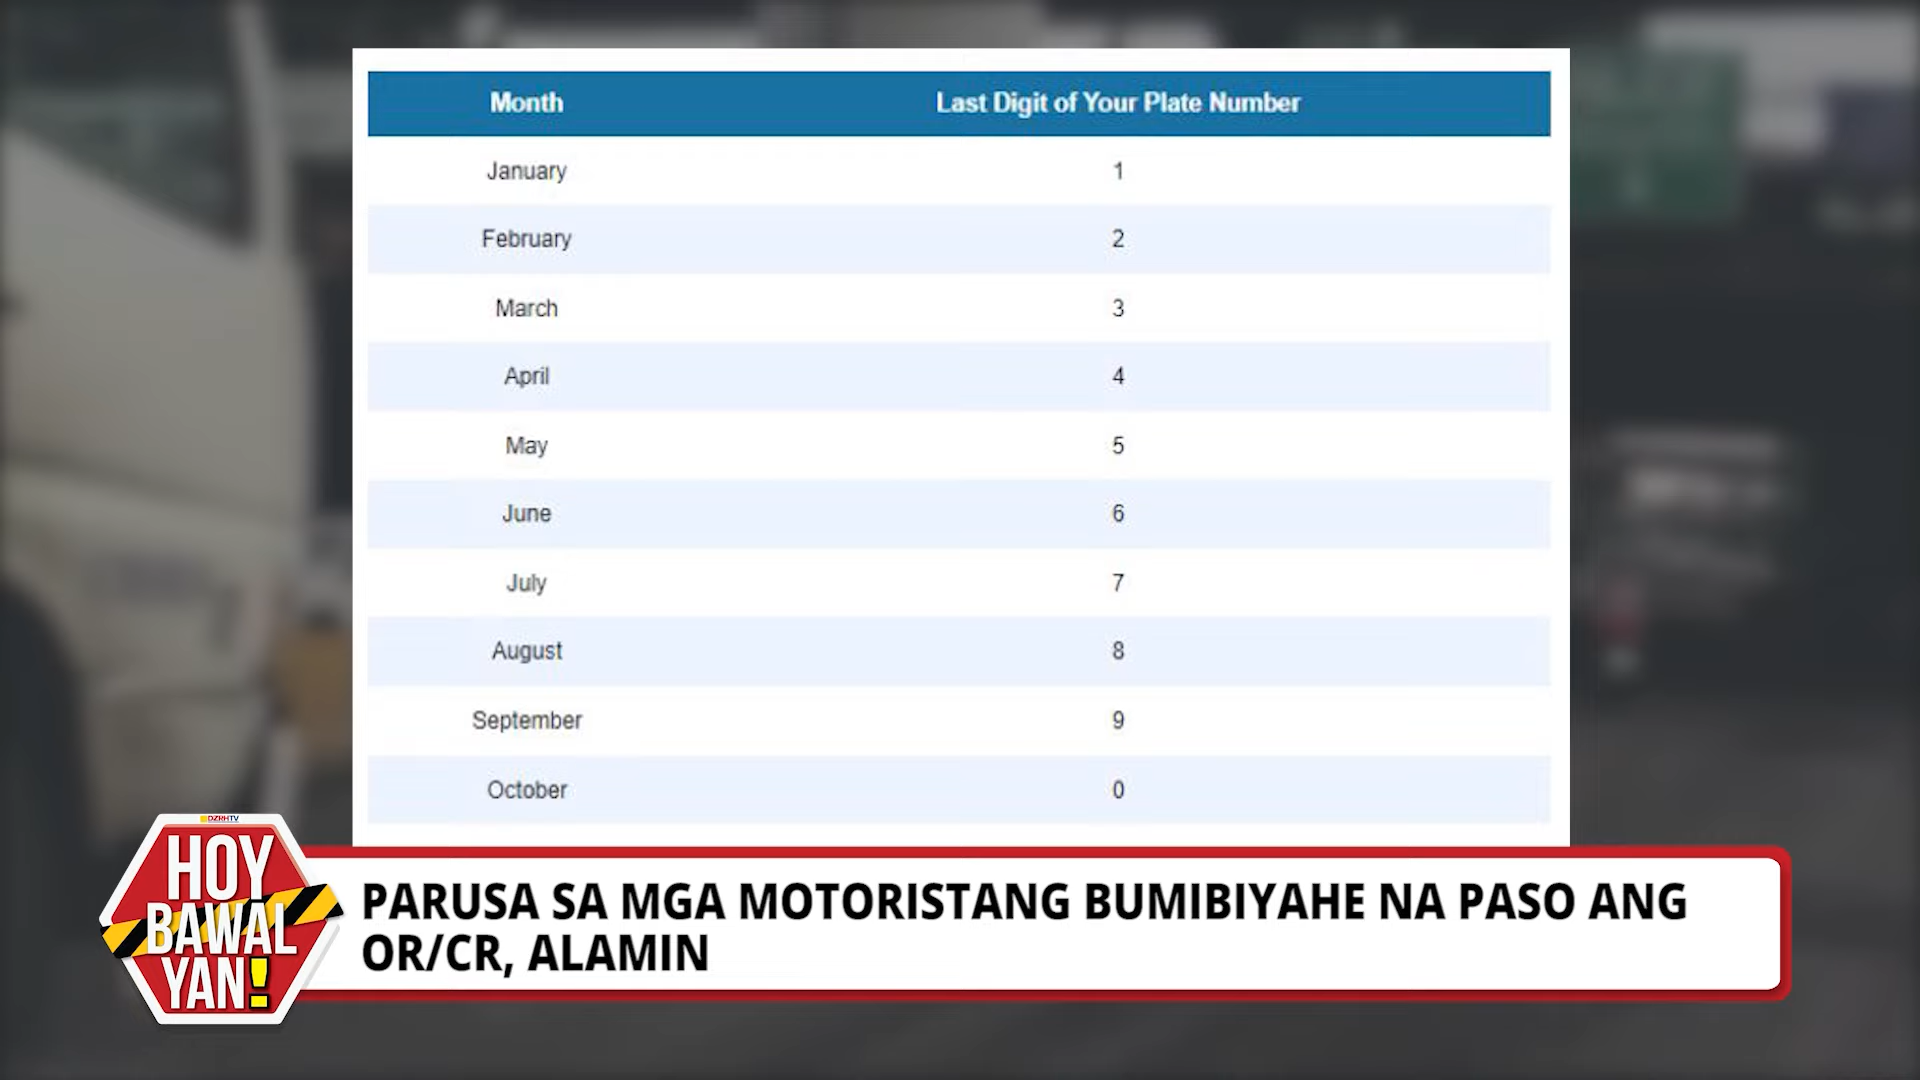 Month Last Digit of Your Plate Number
January 1
February 2
March 3
April 4
May 5
June 6
July 7
August 8
September 9
October 0
DZRHTV
HOY
BAWAL
YAN!
PARUSA SA MGA MOTORISTANG BUMIBIYAHE NA PASO ANG
OR/CR, ALAMIN